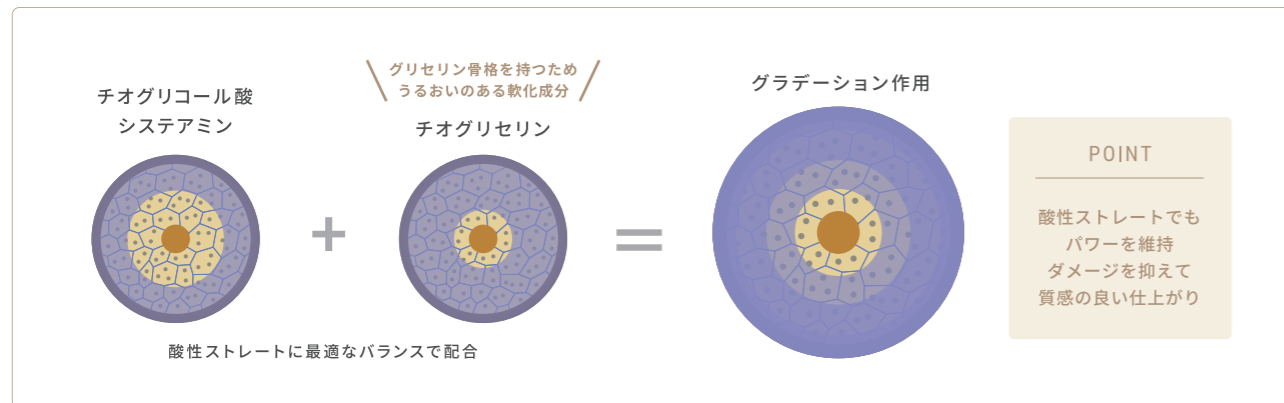 チオグリコール酸
システアミン
グリセリン骨格を持つため
うるおいのある軟化成分
チオグリセリン
グラデーション作用
酸性ストレートに最適なバランスで配合
POINT
酸性ストレートでも
パワーを維持
ダメージを抑えて
質感の良い仕上がり